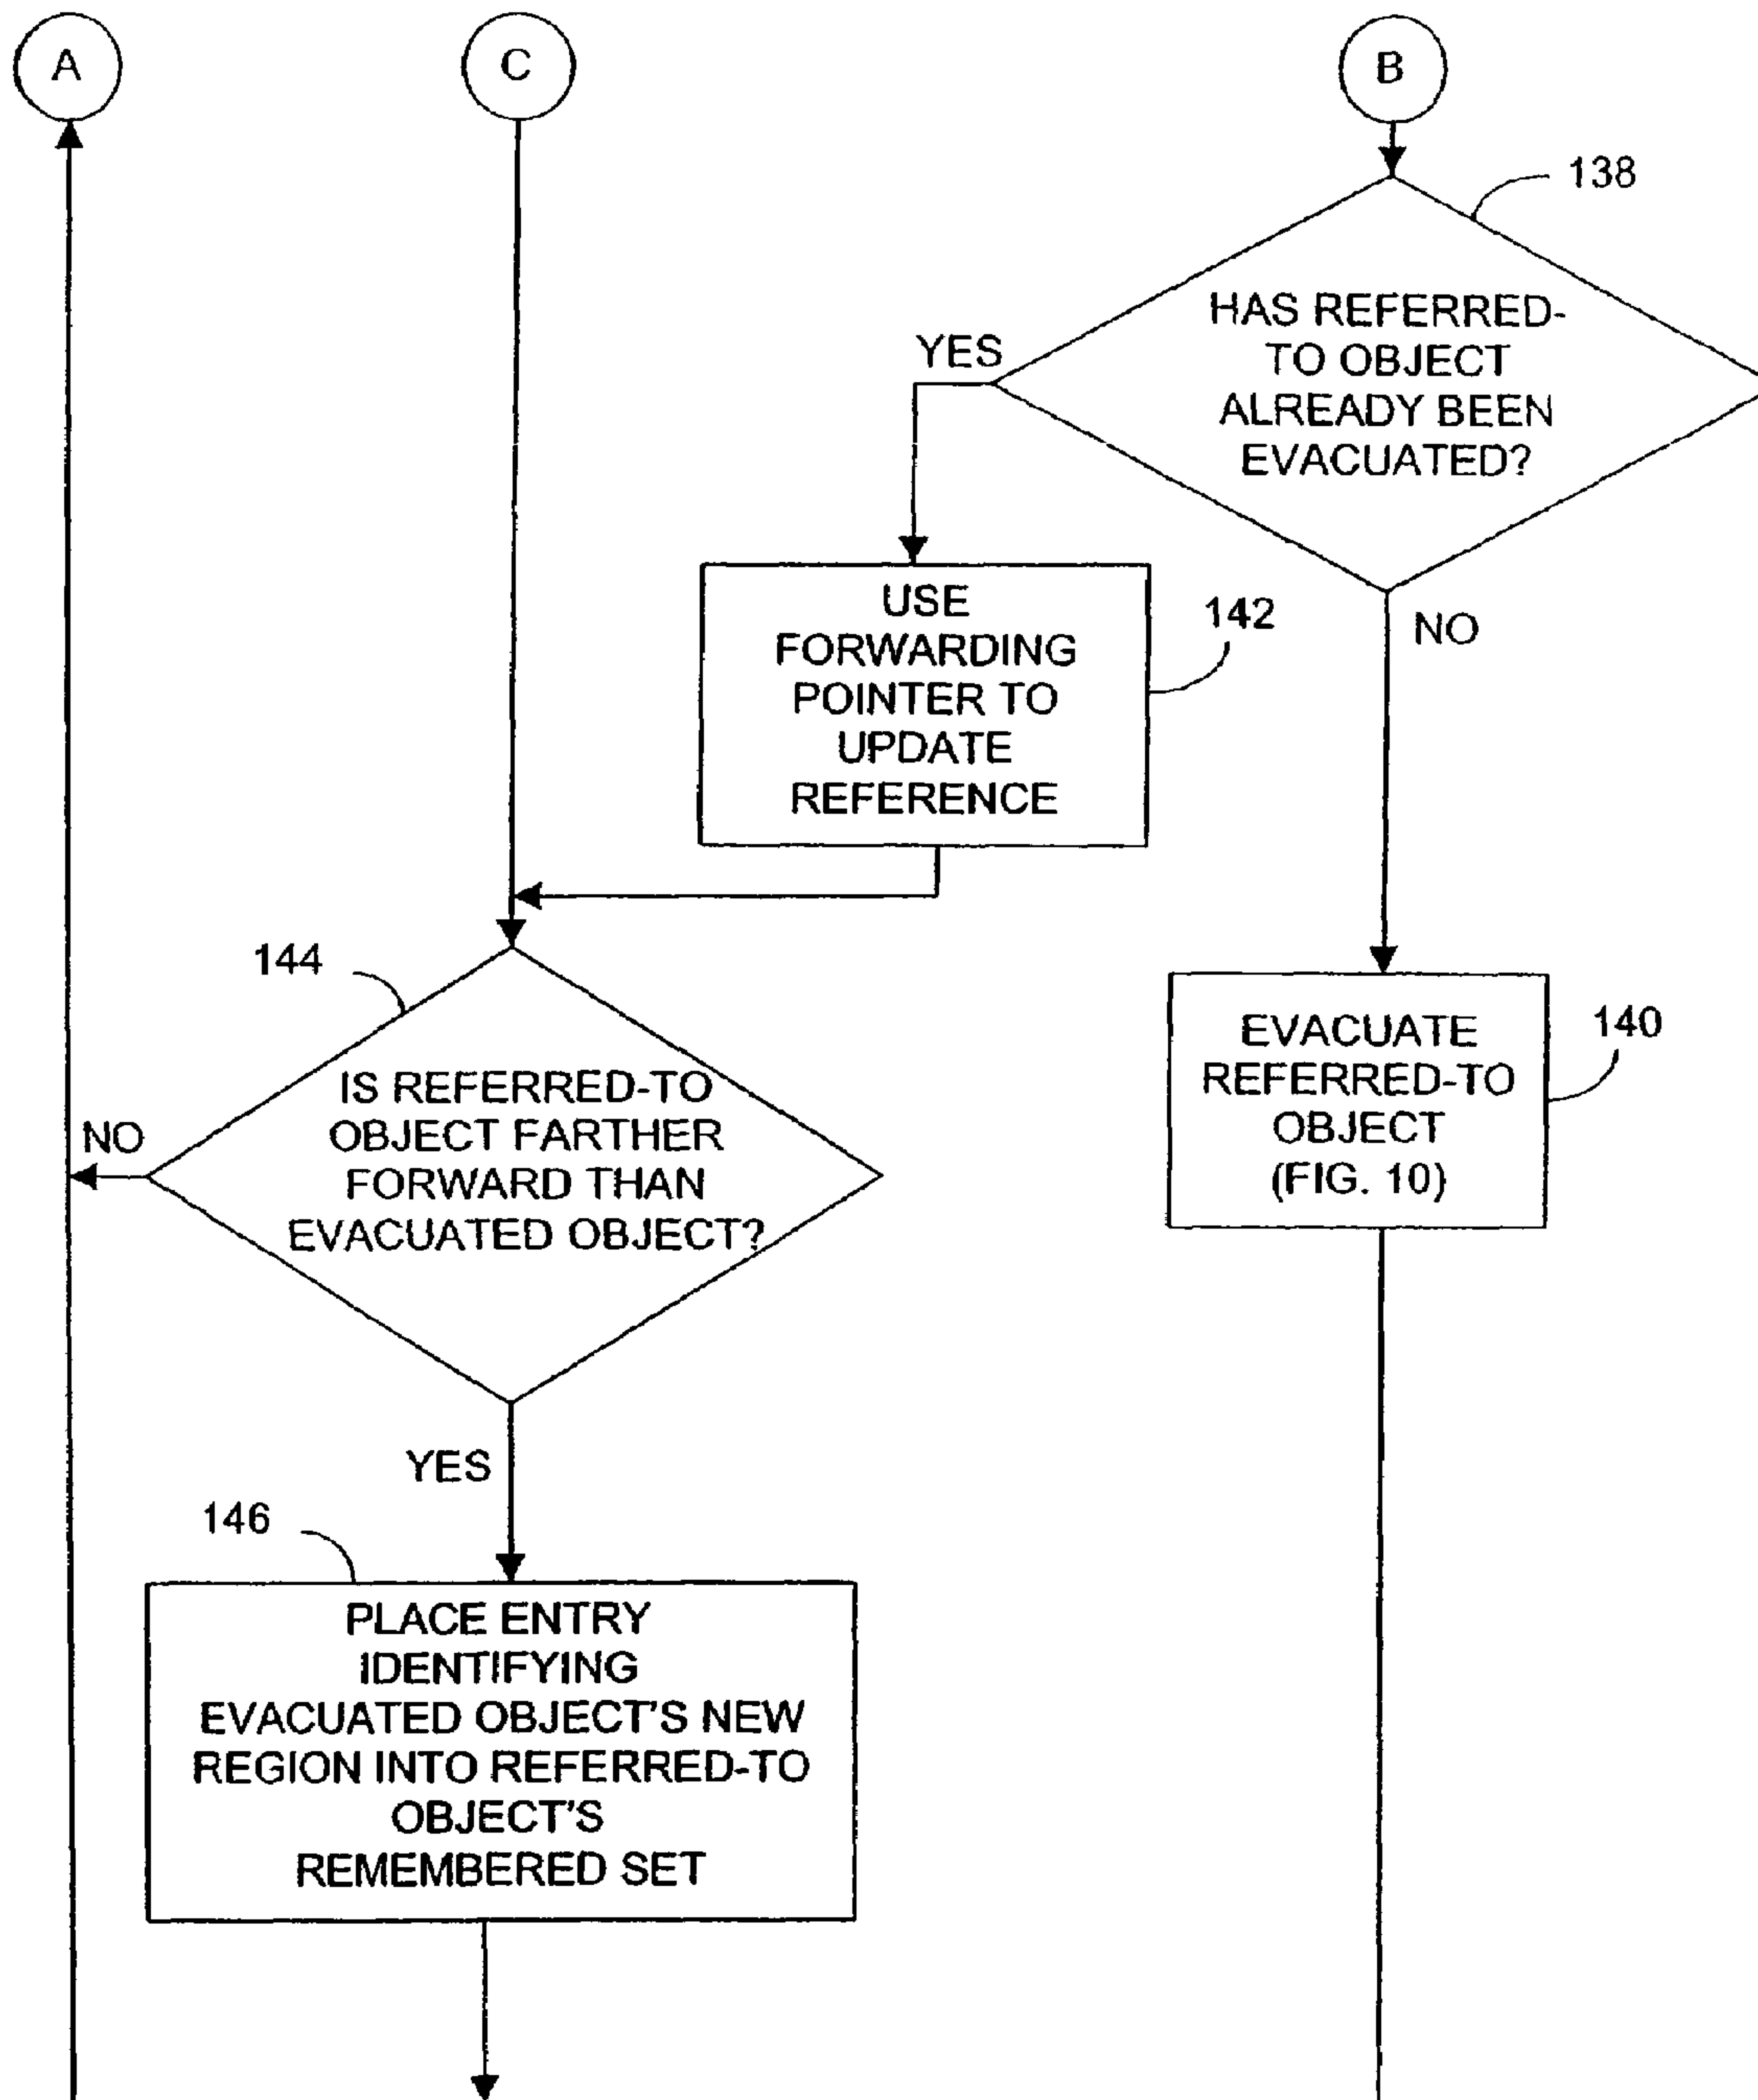 A
C
B
138
HAS REFERRED-
TO OBJECT
ALREADY BEEN
EVACUATED?
YES
NO
USE
FORWARDING
POINTER TO
UPDATE
REFERENCE
142
144
IS REFERRED-TO
OBJECT FARTHER
FORWARD THAN
EVACUATED OBJECT?
NO
YES
EVACUATE
REFERRED-TO
OBJECT
(FIG. 10)
140
146
PLACE ENTRY
IDENTIFYING
EVACUATED OBJECT'S NEW
REGION INTO REFERRED-TO
OBJECT'S
REMEMBERED SET